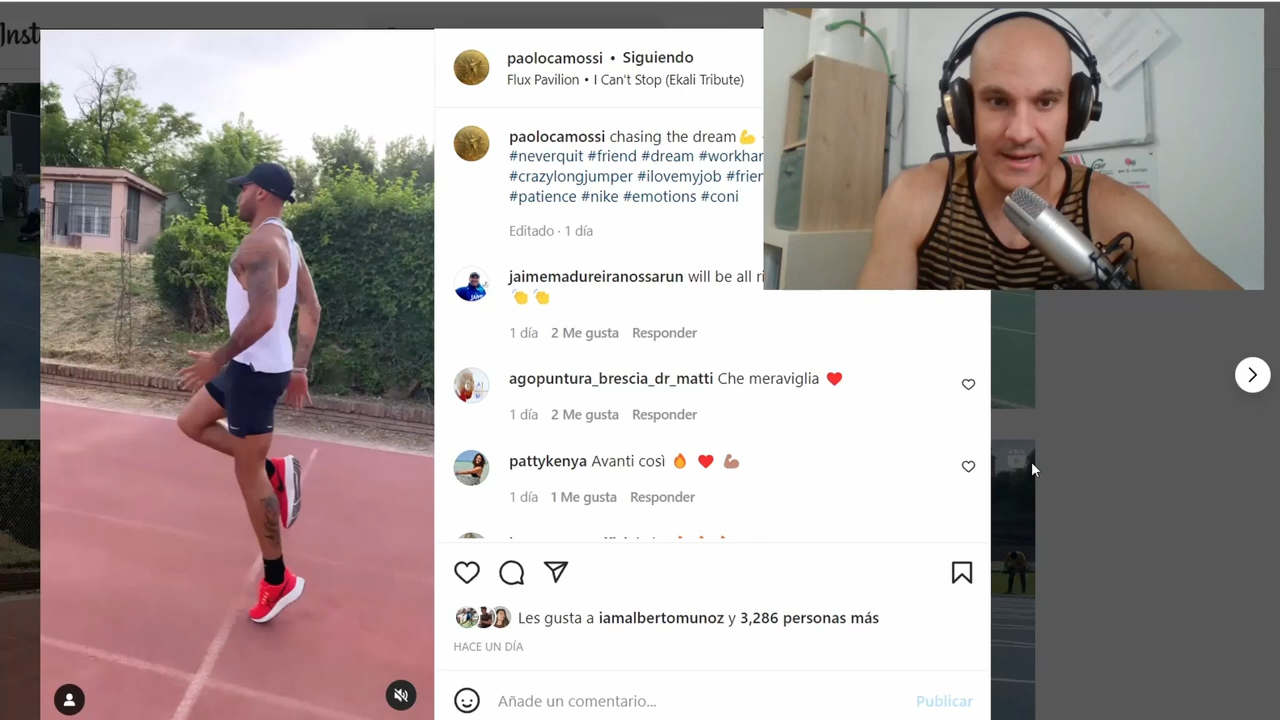 Inst
paolocamossi • Siguiendo
Flux Pavilion • I Can't Stop (Ekali Tribute)
paolocamossi chasing the dream💪
#neverquit #friend #dream #workhar
#crazylongjumper #ilovemyjob #frien
#patience #nike #emotions #coni
Editado · 1 día
jaimemadureiranossarun will be all ri
👏 👏
1 día 2 Me gusta Responder
agopuntura_brescia_dr_matti Che meraviglia ♥️
1 día 2 Me gusta Responder
pattykenya Avanti così 🔥 ♥️ 💪🏽
1 día 1 Me gusta Responder
Les gusta a iamalbertomunoz y 3,286 personas más
HACE UN DÍA
Añade un comentario...
Publicar